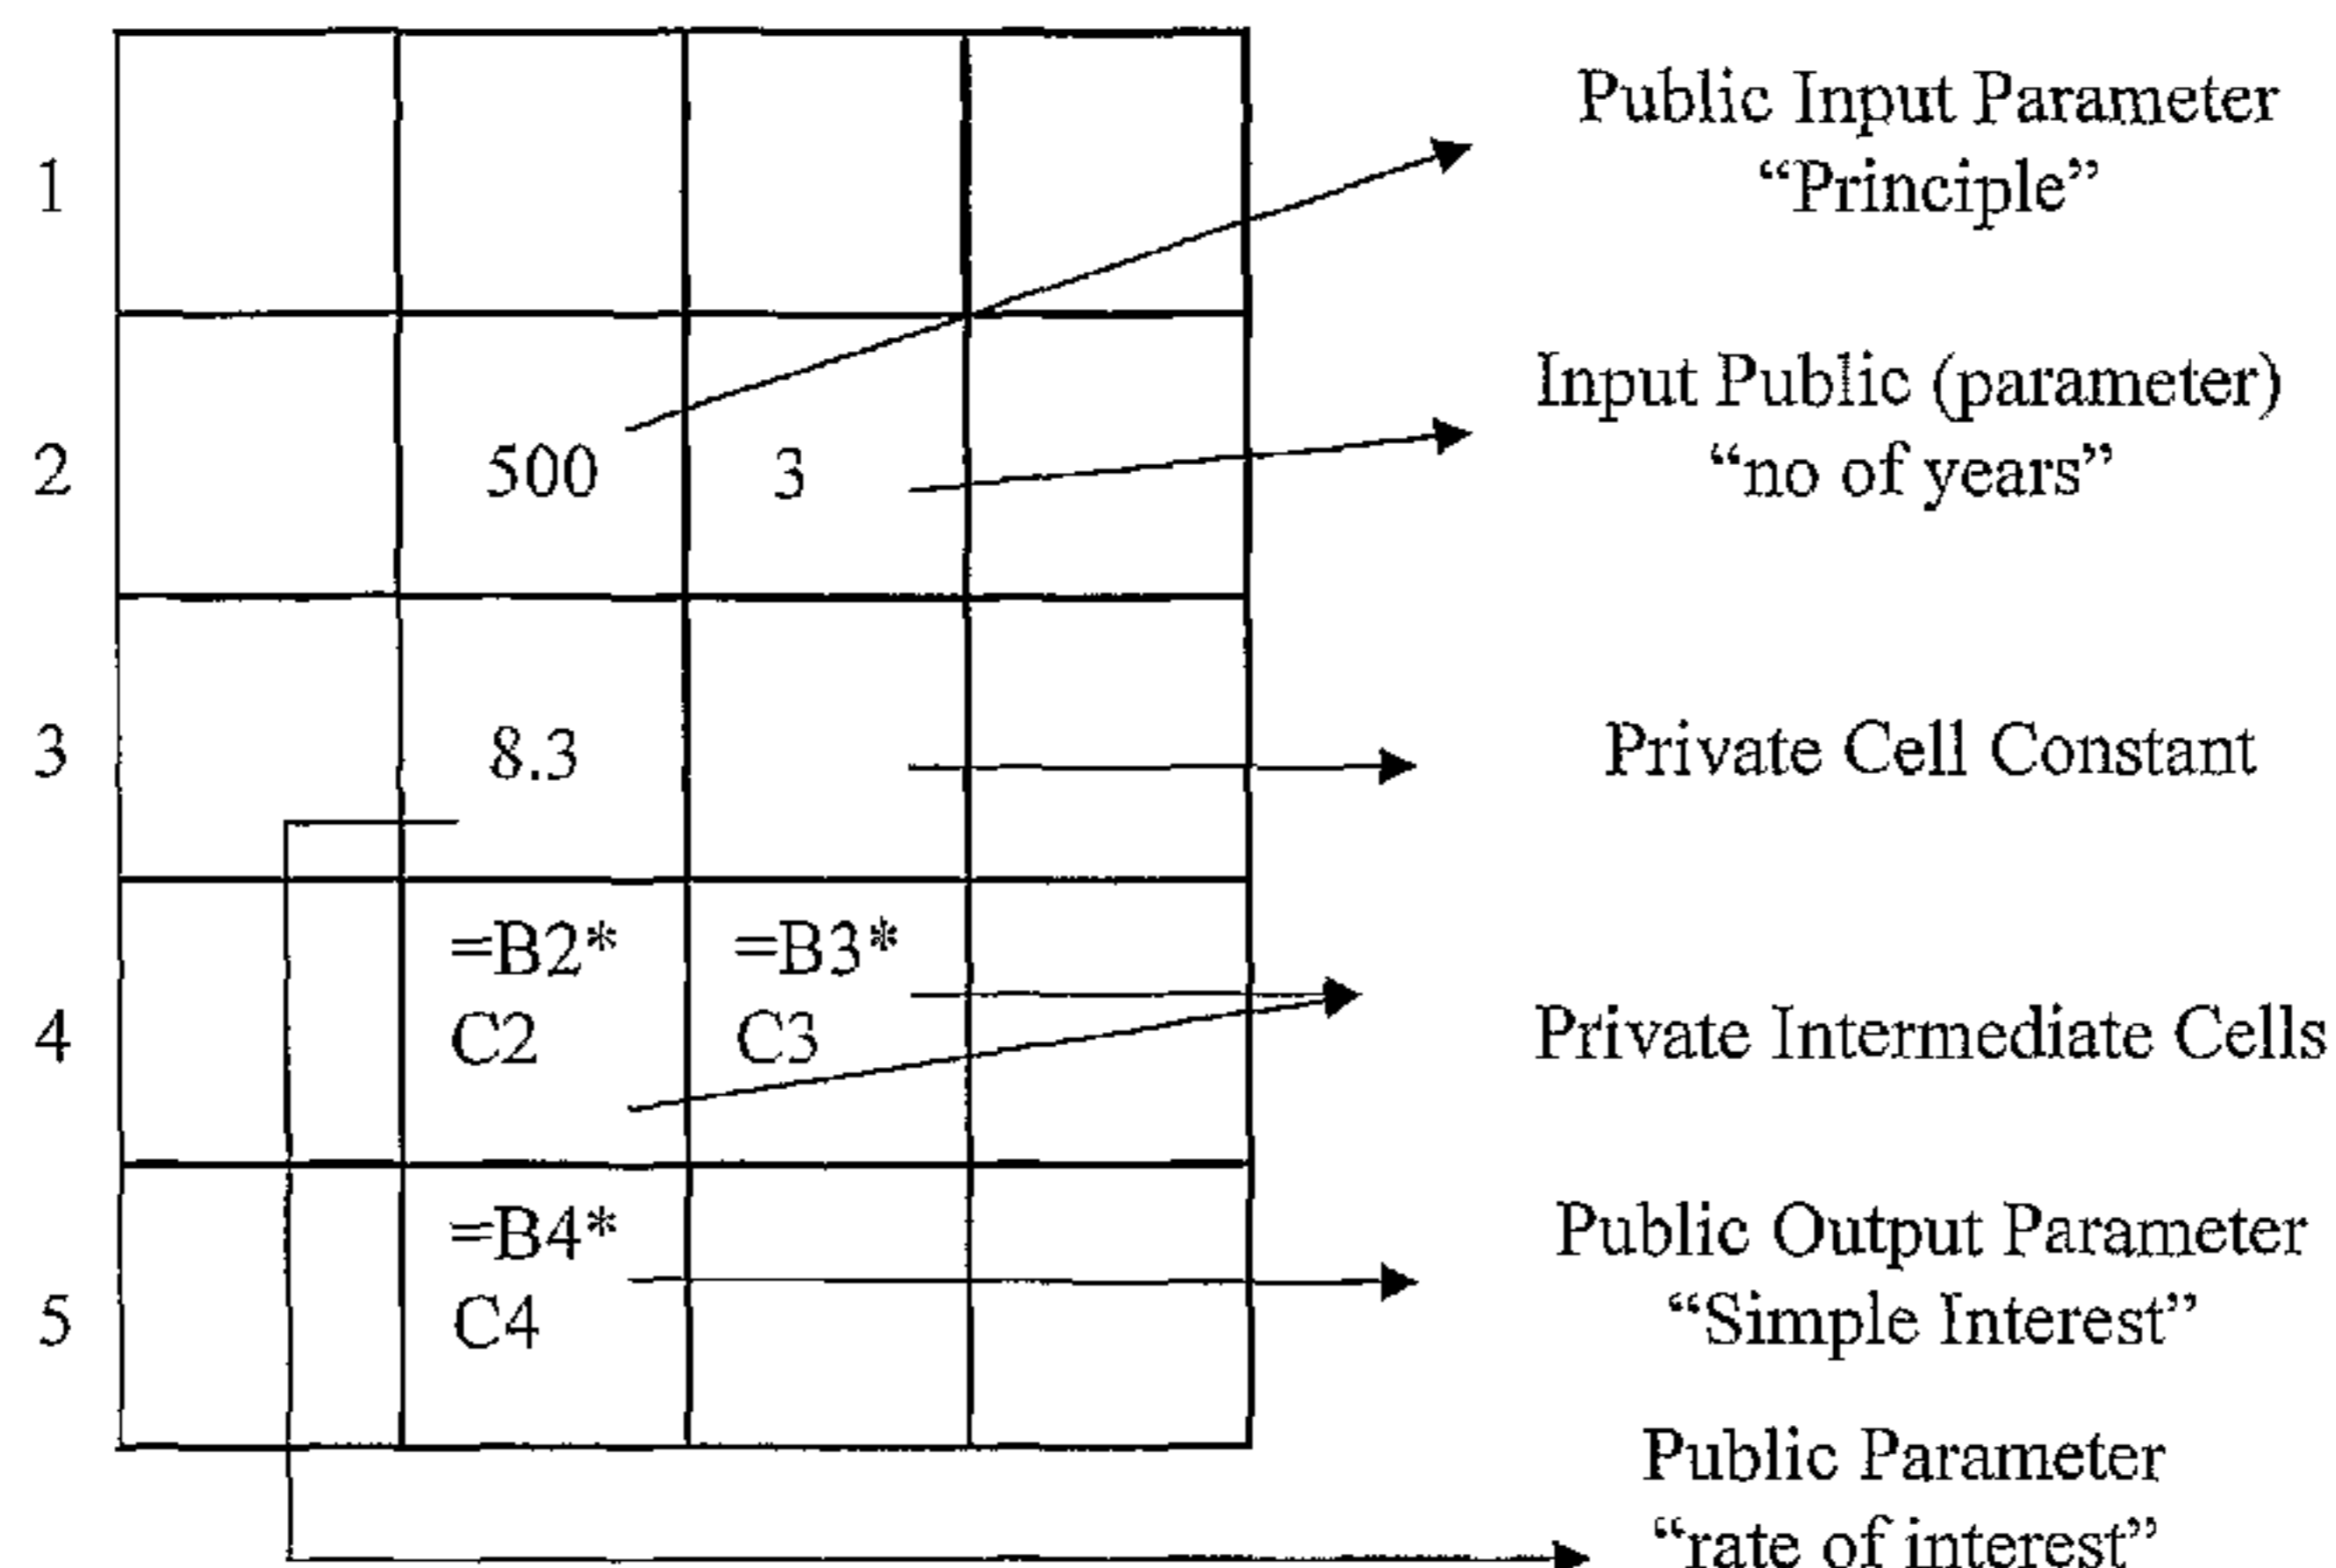 Public Input Parameter
“Principle”
1
Input Public (parameter)
“no of years”
2
500
3
3
8.3
Private Cell Constant
=B2*
C2
=B3*
C3
4
Private Intermediate Cells
=B4*
C4
5
Public Output Parameter
“Simple Interest”
Public Parameter
“rate of interest”